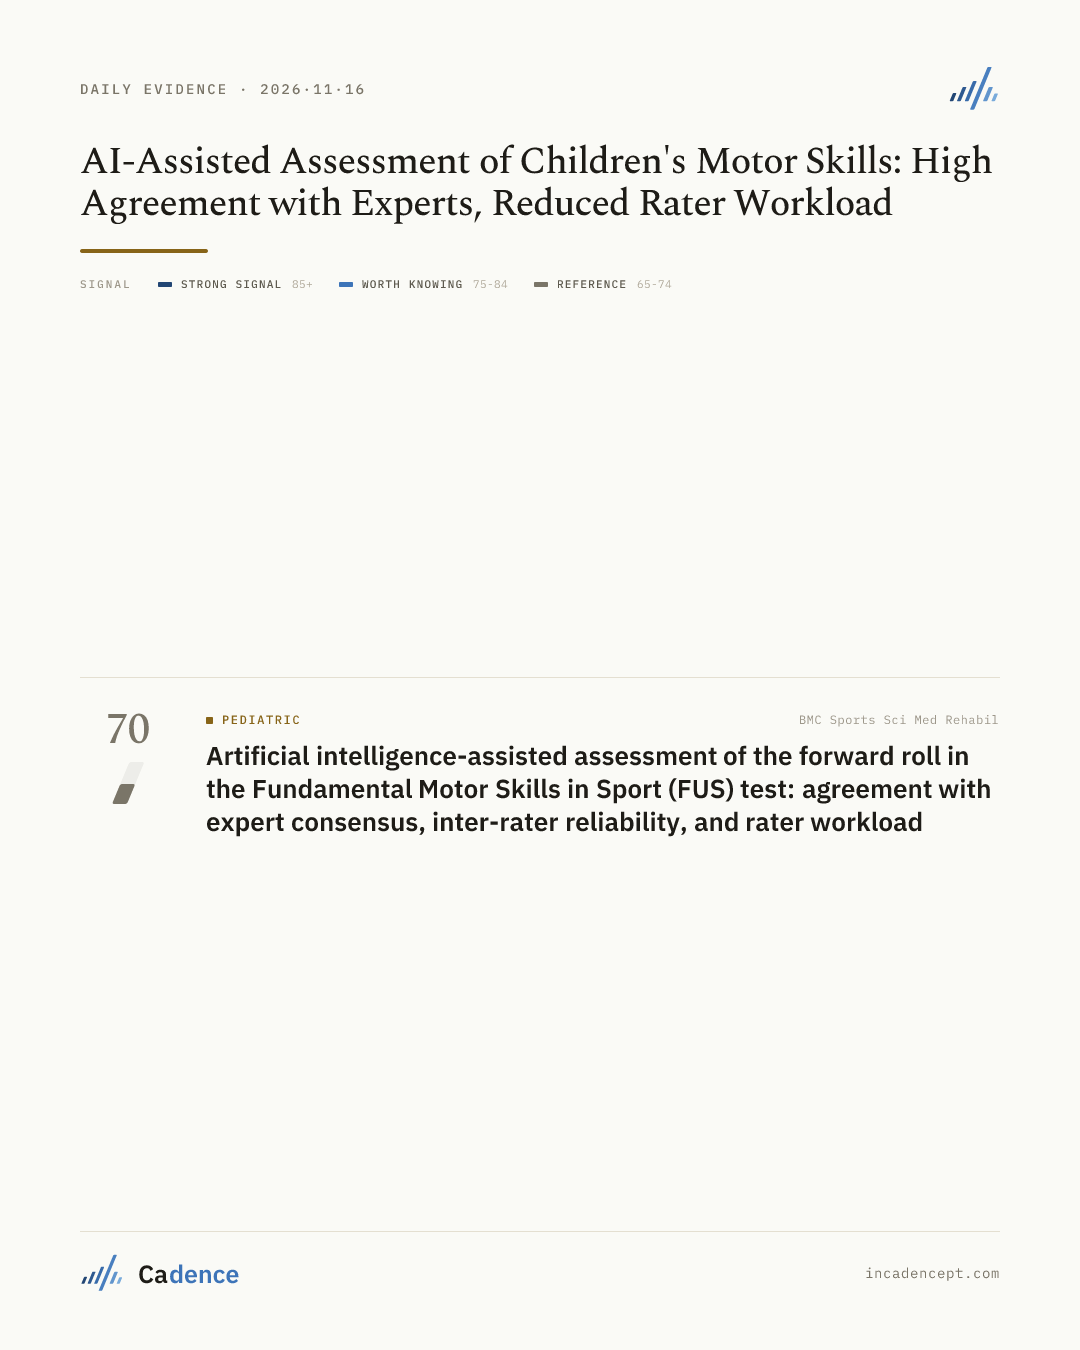 DAILY EVIDENCE · 2026·11·16
AI-Assisted Assessment of Children's Motor Skills: High
Agreement with Experts, Reduced Rater Workload
SIGNAL STRONG SIGNAL 85+ WORTH KNOWING 75-84 REFERENCE 65-74
70
PEDIATRIC
BMC Sports Sci Med Rehabil
Artificial intelligence-assisted assessment of the forward roll in
the Fundamental Motor Skills in Sport (FUS) test: agreement with
expert consensus, inter-rater reliability, and rater workload
Cadence
incadencept.com